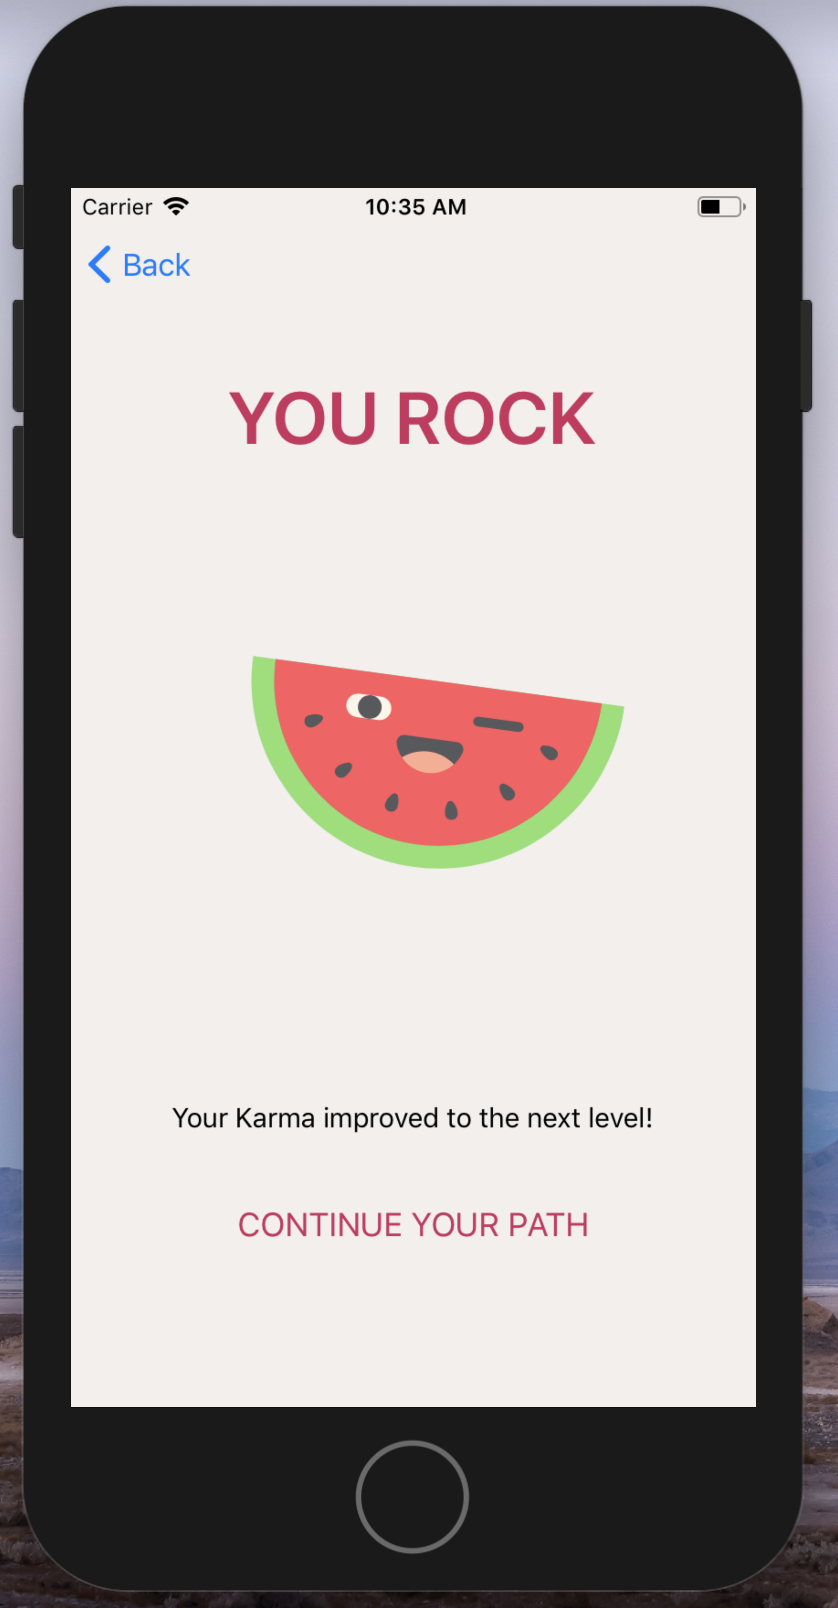 Carrier 10:35 AM
Back
YOU ROCK
Your Karma improved to the next level!
CONTINUE YOUR PATH